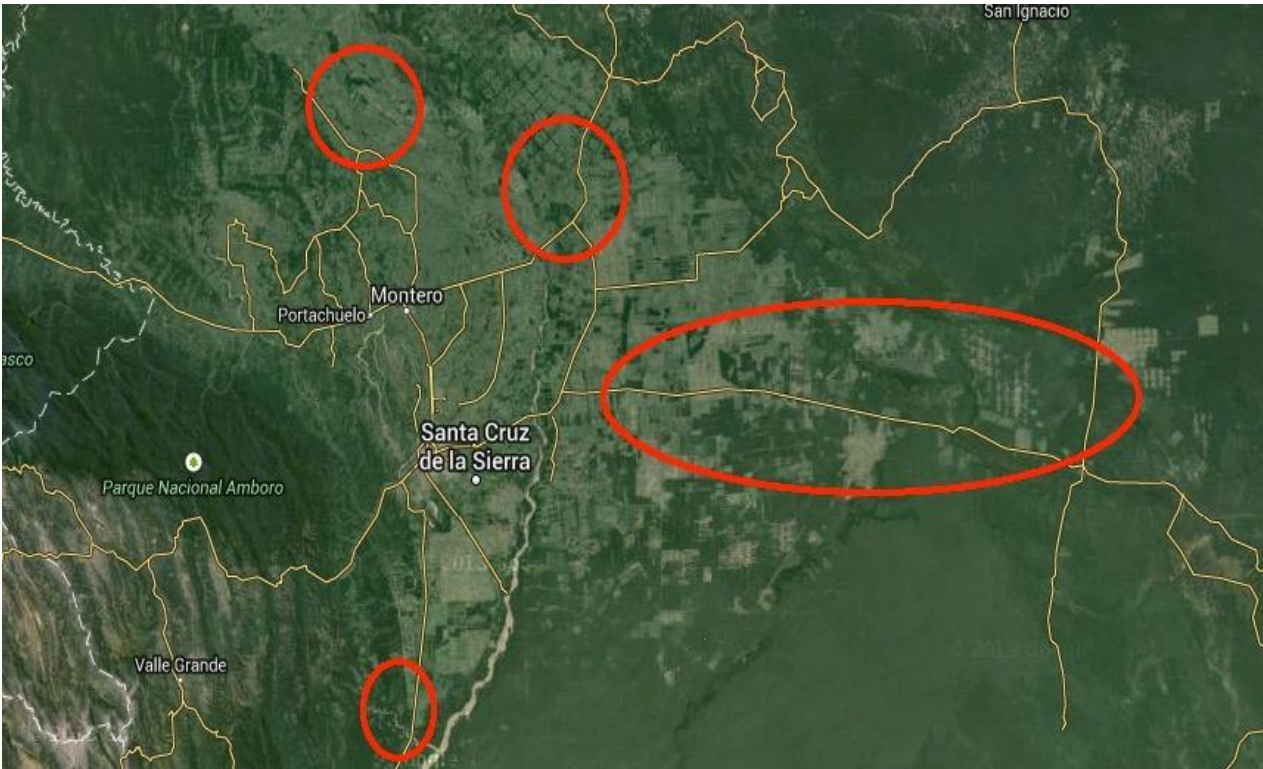 San Ignacio
Montero
Portachuelo
asco
Santa Cruz
de la Sierra
Parque Nacional Amboro
Valle Grande